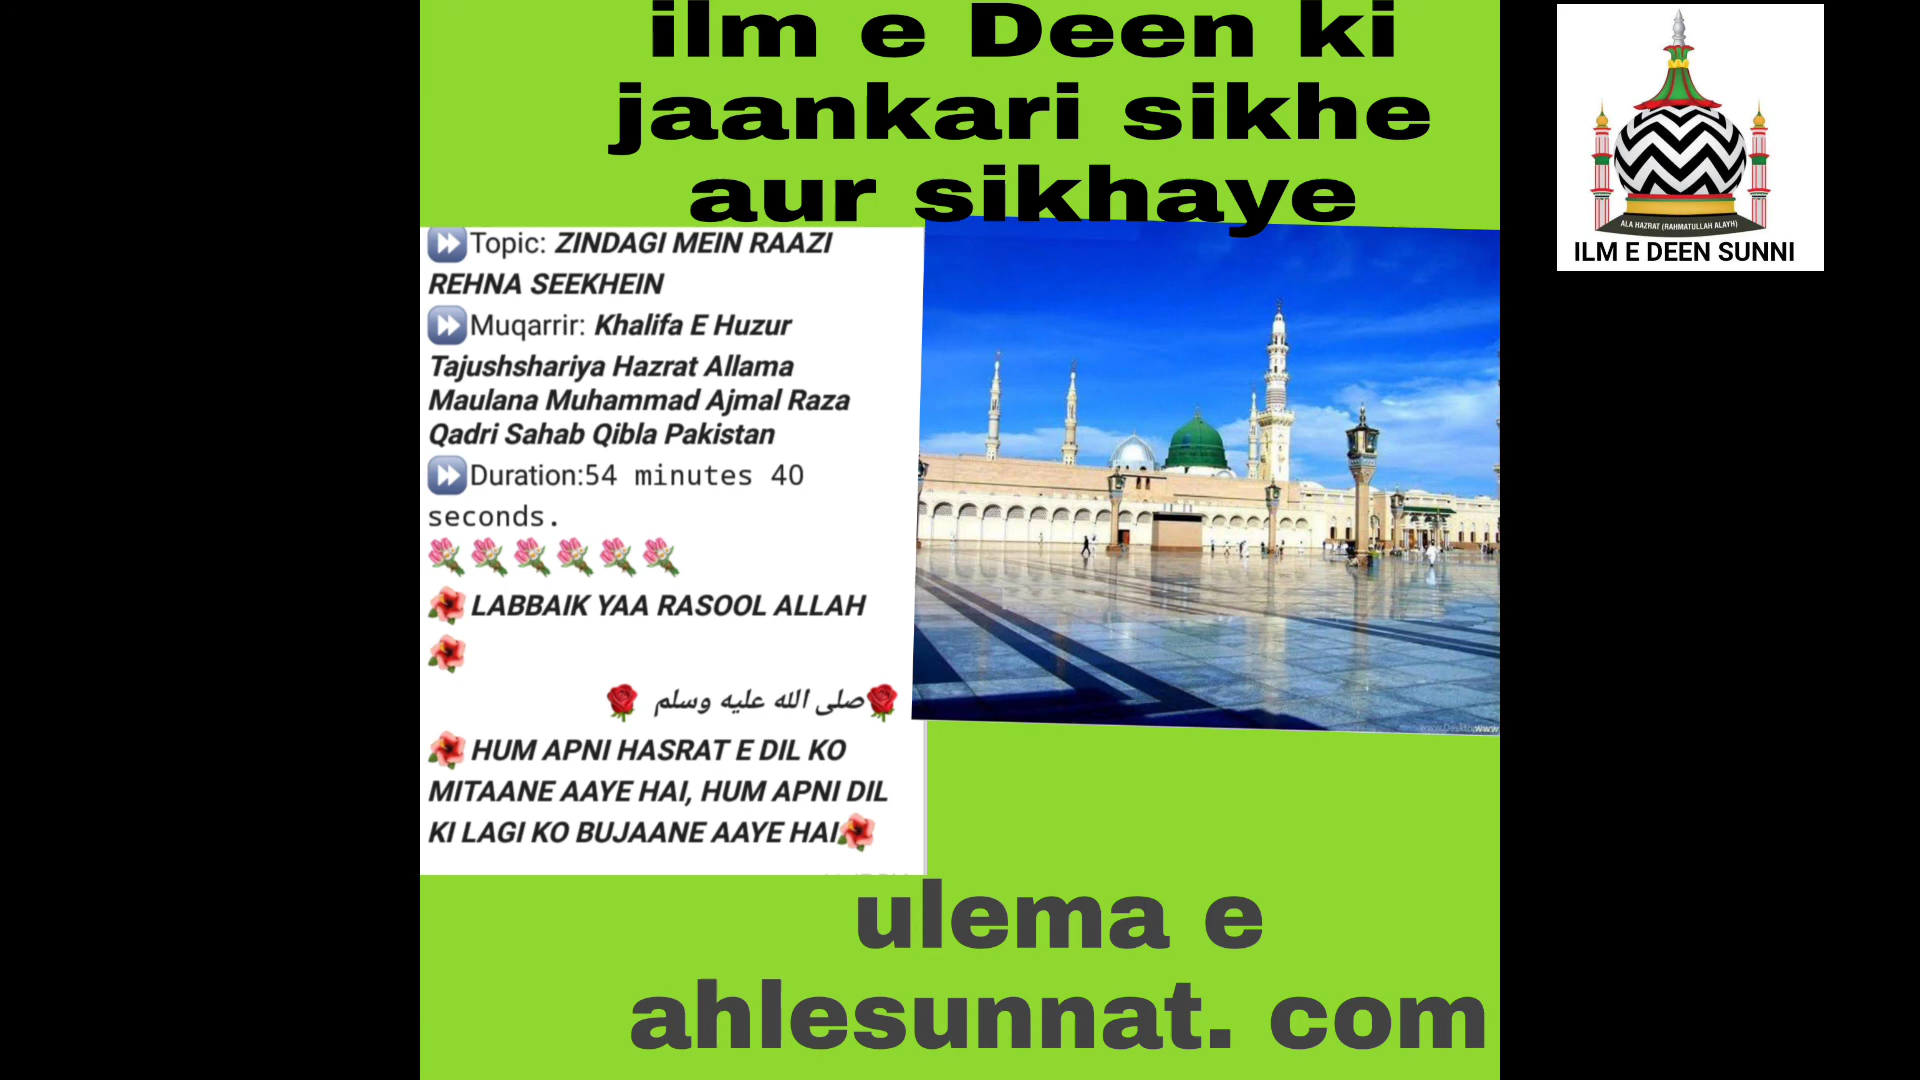 ilm e Deen ki
jaankari sikhe
aur sikhaye
ALA HAZRAT (RAHMATULLAH ALAYH)
ILM E DEEN SUNNI
⏩Topic: ZINDAGI MEIN RAAZI
REHNA SEEKHEIN
⏩Muqarrir: Khalifa E Huzur
Tajushshariya Hazrat Allama
Maulana Muhammad Ajmal Raza
Qadri Sahab Qibla Pakistan
⏩Duration:54 minutes 40
seconds.
💐💐💐💐💐💐
🌺LABBAIK YAA RASOOL ALLAH
🌺
🌹صلى الله عليه وسلم 🌹
🌺HUM APNI HASRAT E DIL KO
MITAANE AAYE HAI, HUM APNI DIL
KI LAGI KO BUJAANE AAYE HAI🌺
ulema e
ahlesunnat. com